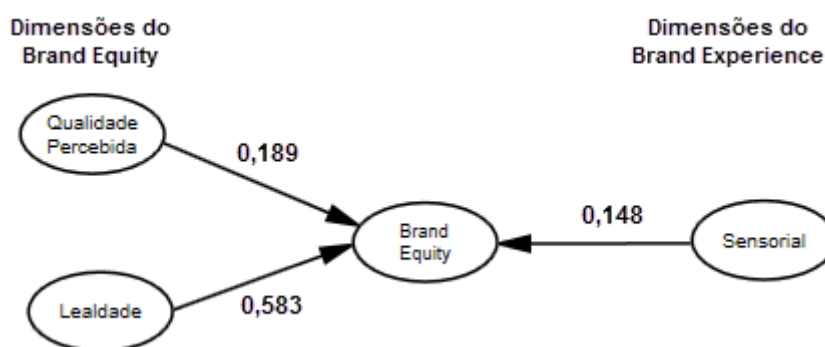 Dimensões do
Brand Equity
Dimensões do
Brand Experience
Qualidade
Percebida
0,189
Brand
Equity
0,148
Sensorial
Lealdade
0,583